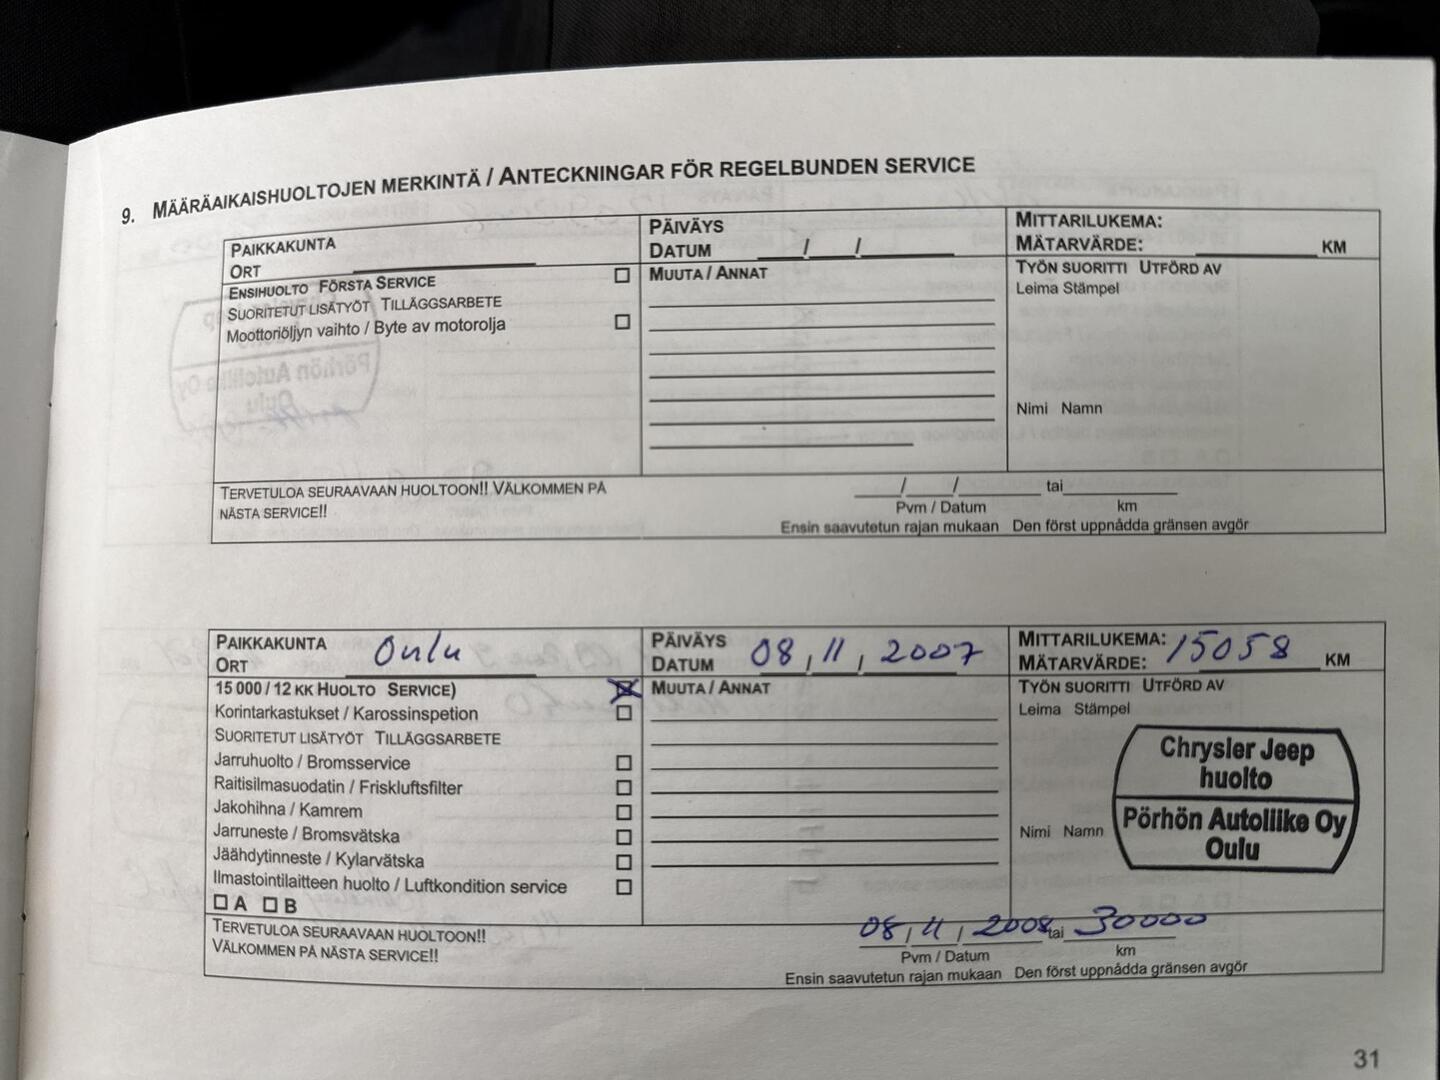 9. MÄÄRÄAIKAISHUOLTOJEN MERKINTÄ / ANTECKNINGAR FÖR REGELBUNDEN SERVICE
PAIKKAKUNTA
ORT
PÄIVÄYS
DATUM / /
MITTARILUKEMA:
MÄTARVÄRDE: KM
ENSIHUOLTO FÖRSTA SERVICE
SUORITETUT LISÄTYÖT TILLÄGGSARBETE
Moottoriöljyn vaihto / Byte av motorolja
MUUTA / ANNAT
TYÖN SUORITTI UTFÖRD AV
Leima Stämpel
Nimi Namn
TERVETULOA SEURAAVAAN HUOLTOON!! VÄLKOMMEN PÅ
NÄSTA SERVICE!!
/ / tai
Pvm / Datum km
Ensin saavutetun rajan mukaan Den först uppnådda gränsen avgör
PAIKKAKUNTA
ORT Oulu
PÄIVÄYS
DATUM 08 / 11 / 2007
MITTARILUKEMA:
MÄTARVÄRDE: 15058 KM
15 000 / 12 KK HUOLTO SERVICE)
Korintarkastukset / Karossinspetion
SUORITETUT LISÄTYÖT TILLÄGGSARBETE
Jarruhuolto / Bromsservice
Raitisilmasuodatin / Friskluftsfilter
Jakohihna / Kamrem
Jarruneste / Bromsvätska
Jäähdytinneste / Kylarvätska
Ilmastointilaitteen huolto / Luftkondition service
A B
MUUTA / ANNAT
TYÖN SUORITTI UTFÖRD AV
Leima Stämpel
Chrysler Jeep
huolto
Pörhön Autoliike Oy
Oulu
Nimi Namn
TERVETULOA SEURAAVAAN HUOLTOON!!
VÄLKOMMEN PÅ NÄSTA SERVICE!!
08 / 11 / 2008 tai 30000
Pvm / Datum km
Ensin saavutetun rajan mukaan Den först uppnådda gränsen avgör
31